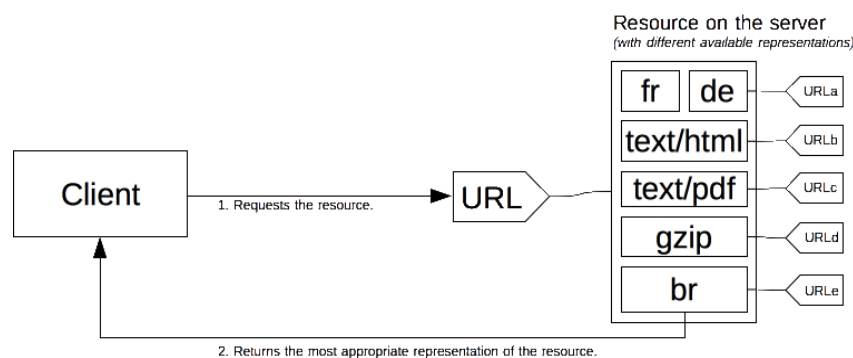 Resource on the server
(with different available representations)
fr
de
URLa
text/html
URLb
Client
1. Requests the resource.
URL
text/pdf
URLc
gzip
URLd
br
URLe
2. Returns the most appropriate representation of the resource.